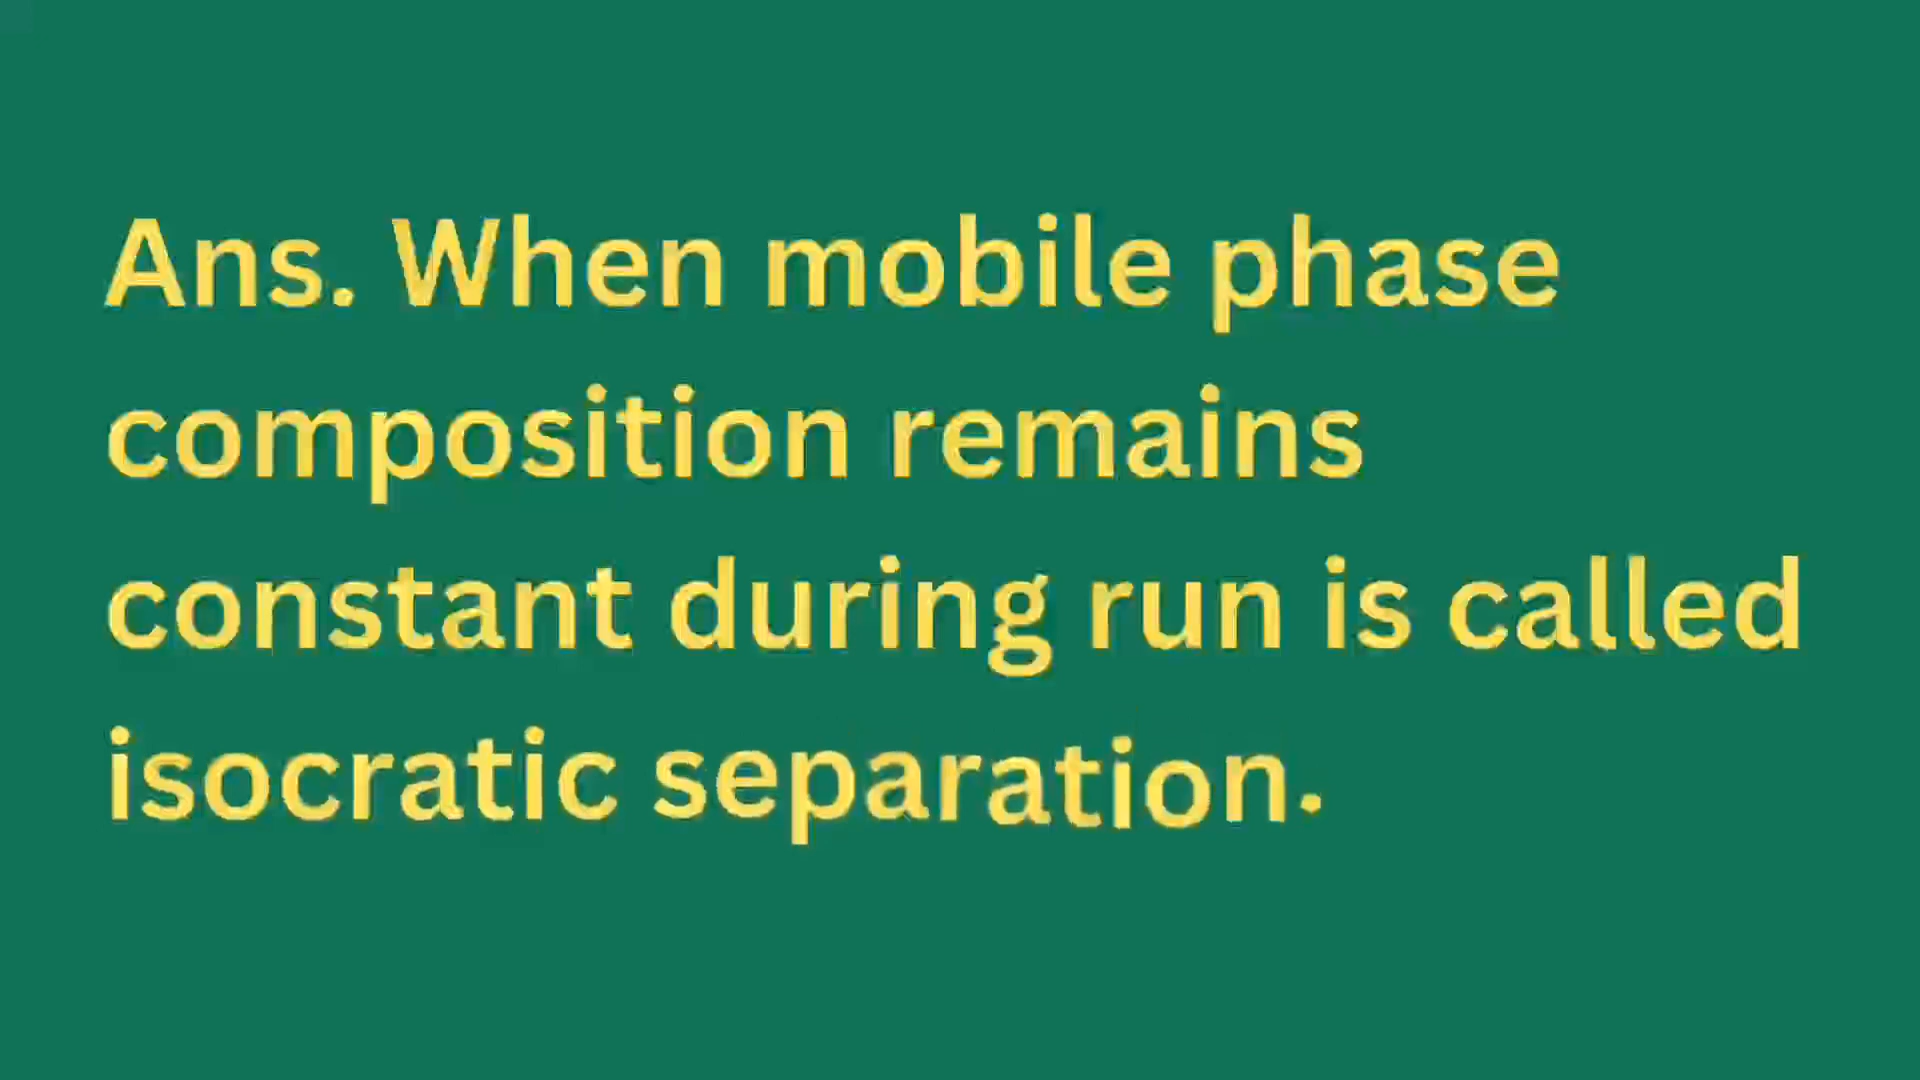 Ans. When mobile phase
composition remains
constant during run is called
isocratic separation.